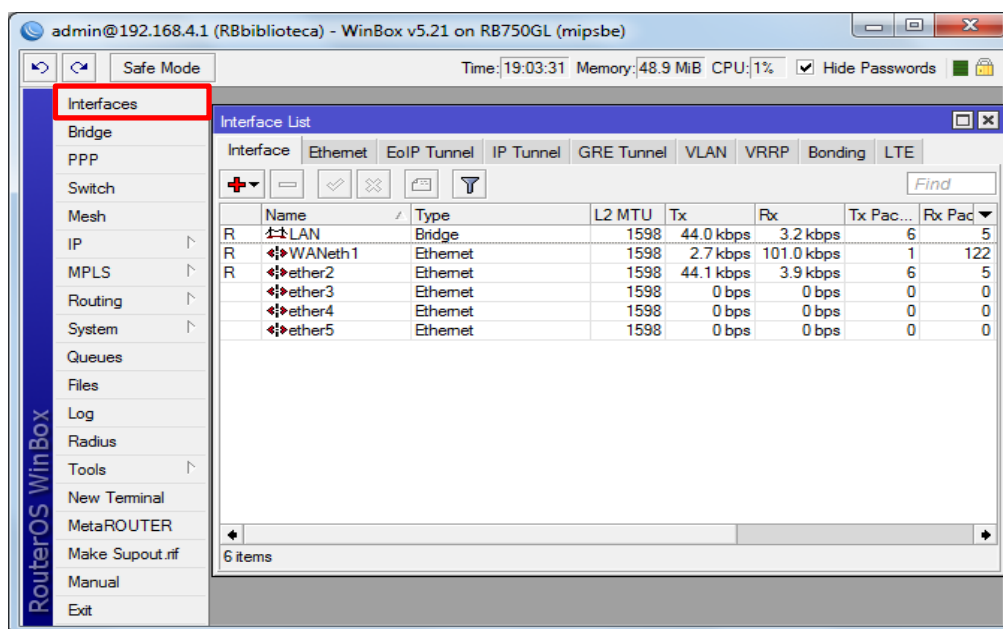 admin@192.168.4.1 (RBbiblioteca) - WinBox v5.21 on RB750GL (mipsbe)
Safe Mode Time: 19:03:31 Memory: 48.9 MiB CPU: 1% Hide Passwords
Interfaces
Bridge
PPP
Switch
Mesh
IP
MPLS
Routing
System
Queues
Files
Log
Radius
Tools
New Terminal
MetaROUTER
Make Supout.rif
Manual
Exit
RouterOS WinBox
Interface List
Interface Ethernet EoIP Tunnel IP Tunnel GRE Tunnel VLAN VRRP Bonding LTE
Find
Name Type L2 MTU Tx Rx Tx Pac... Rx Pac
R LAN Bridge 1598 44.0 kbps 3.2 kbps 6 5
R WANeth1 Ethernet 1598 2.7 kbps 101.0 kbps 1 122
R ether2 Ethernet 1598 44.1 kbps 3.9 kbps 6 5
ether3 Ethernet 1598 0 bps 0 bps 0 0
ether4 Ethernet 1598 0 bps 0 bps 0 0
ether5 Ethernet 1598 0 bps 0 bps 0 0
6 items